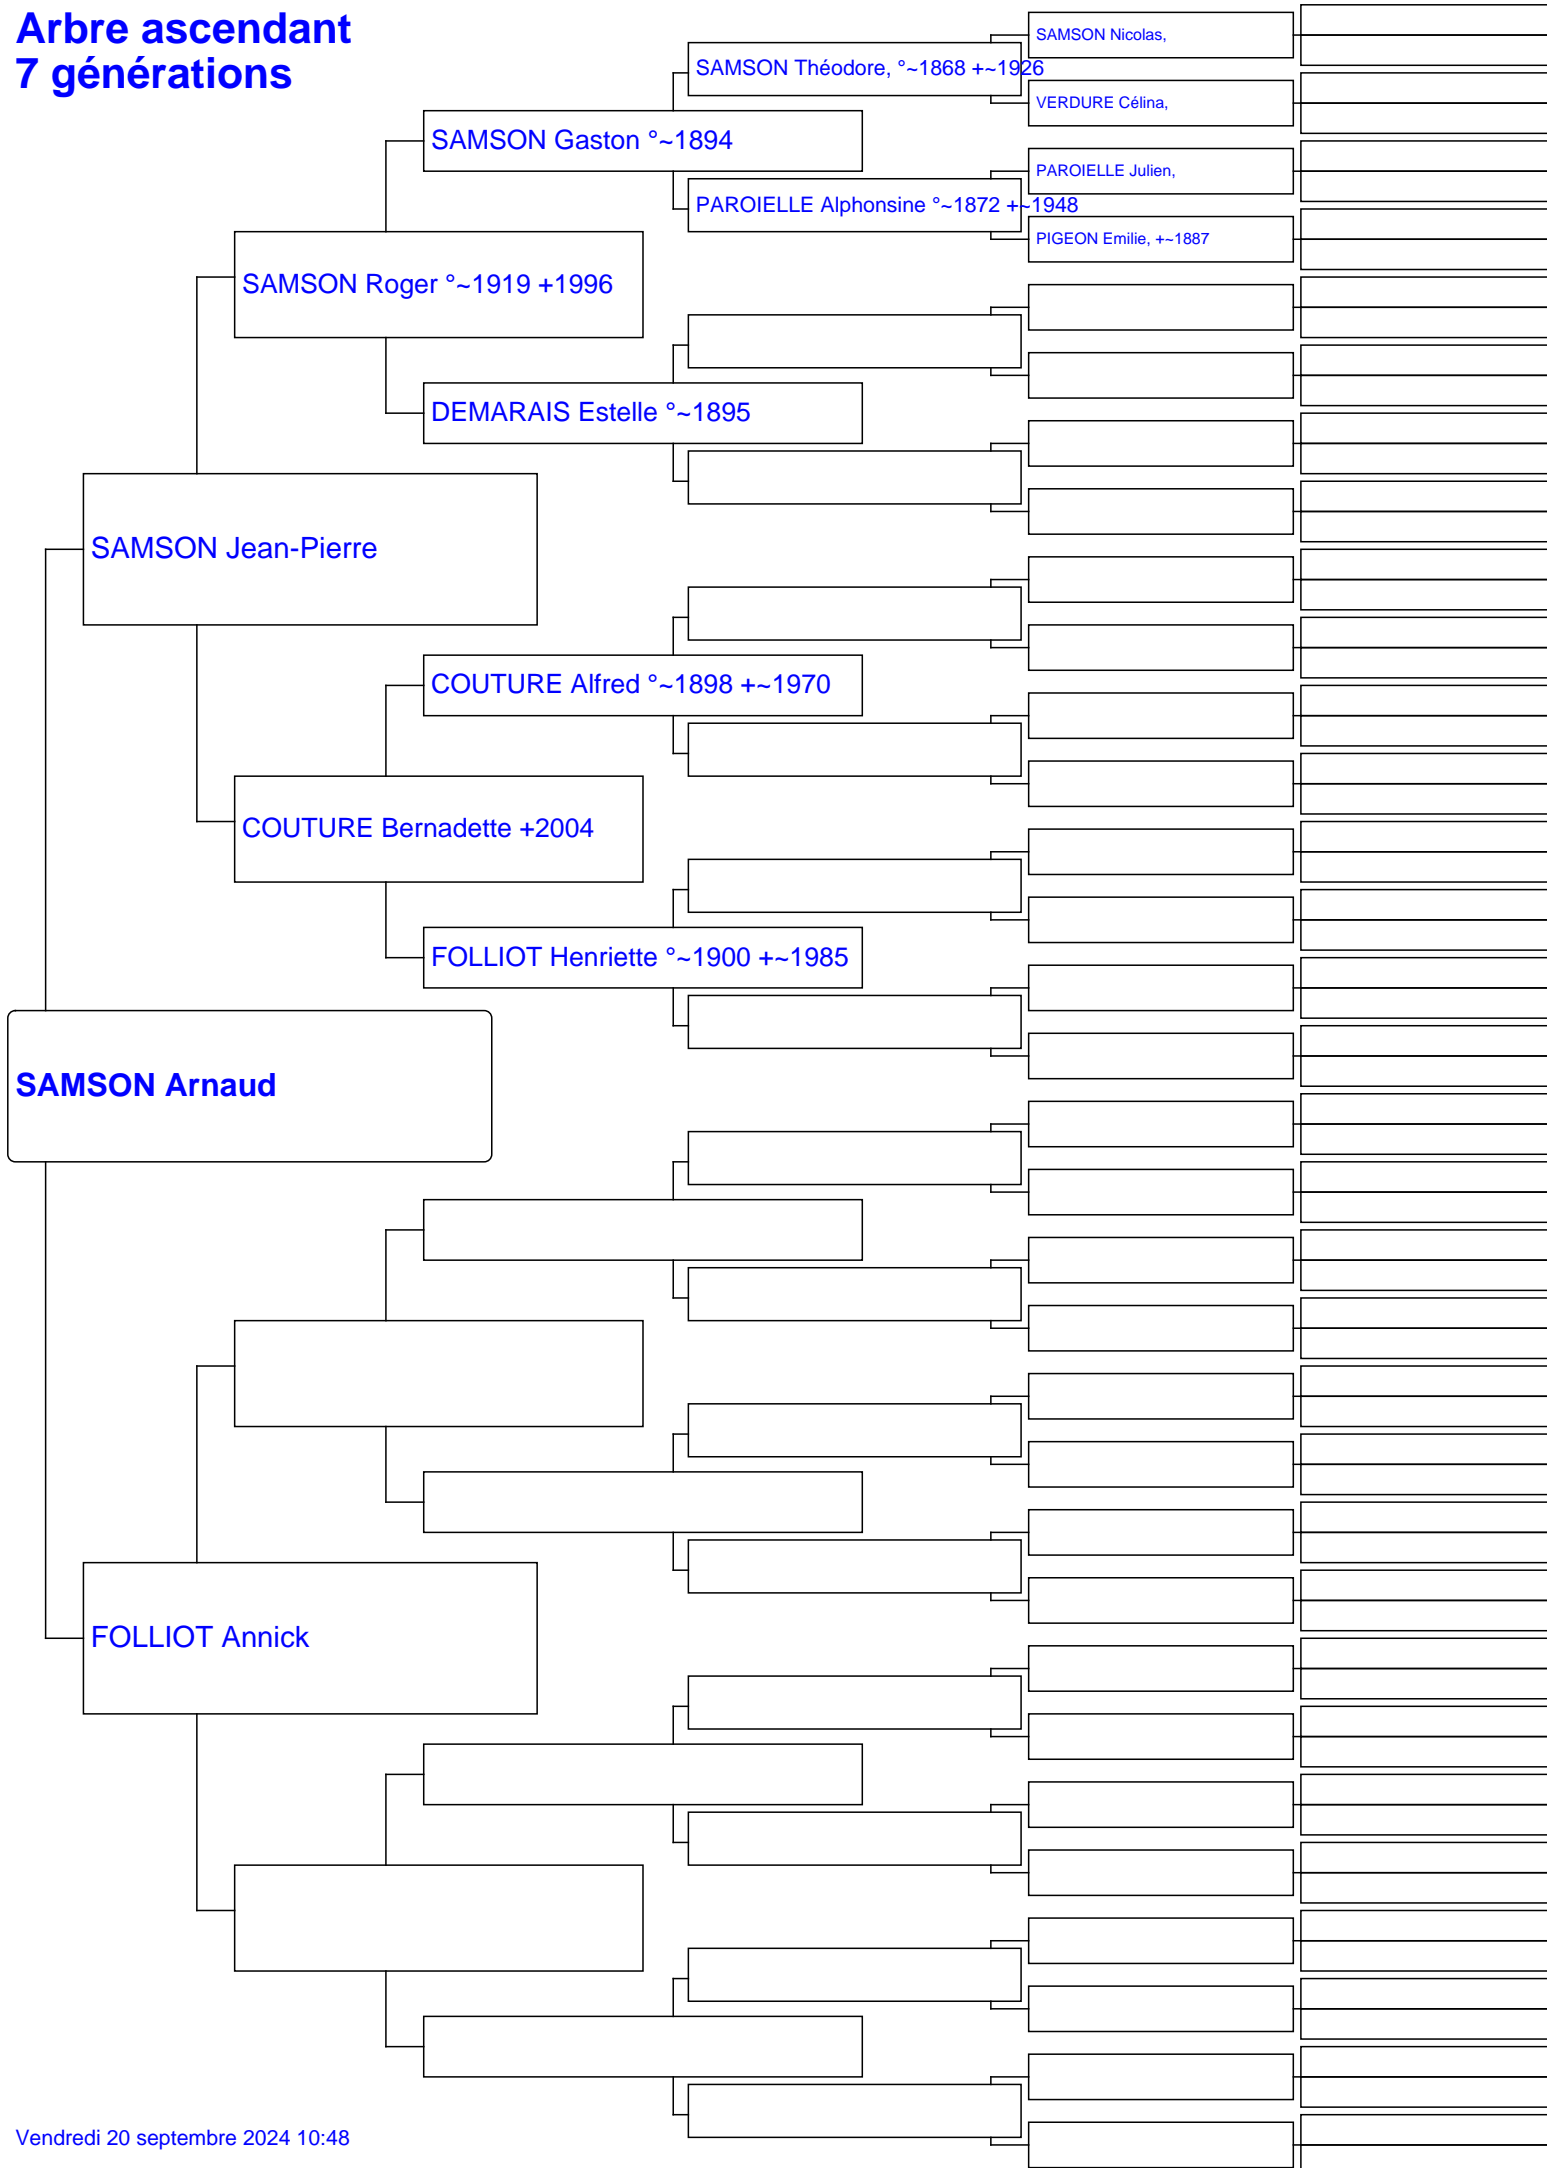 Arbre ascendant
7 générations
SAMSON Nicolas,
SAMSON Théodore, °~1868 +~1926
VERDURE Célina,
SAMSON Gaston °~1894
PAROIELLE Julien,
PAROIELLE Alphonsine °~1872 +~1948
PIGEON Emilie, +~1887
SAMSON Roger °~1919 +1996
DEMARAIS Estelle °~1895
SAMSON Jean-Pierre
COUTURE Alfred °~1898 +~1970
COUTURE Bernadette +2004
FOLLIOT Henriette °~1900 +~1985
SAMSON Arnaud
FOLLIOT Annick
Vendredi 20 septembre 2024 10:48